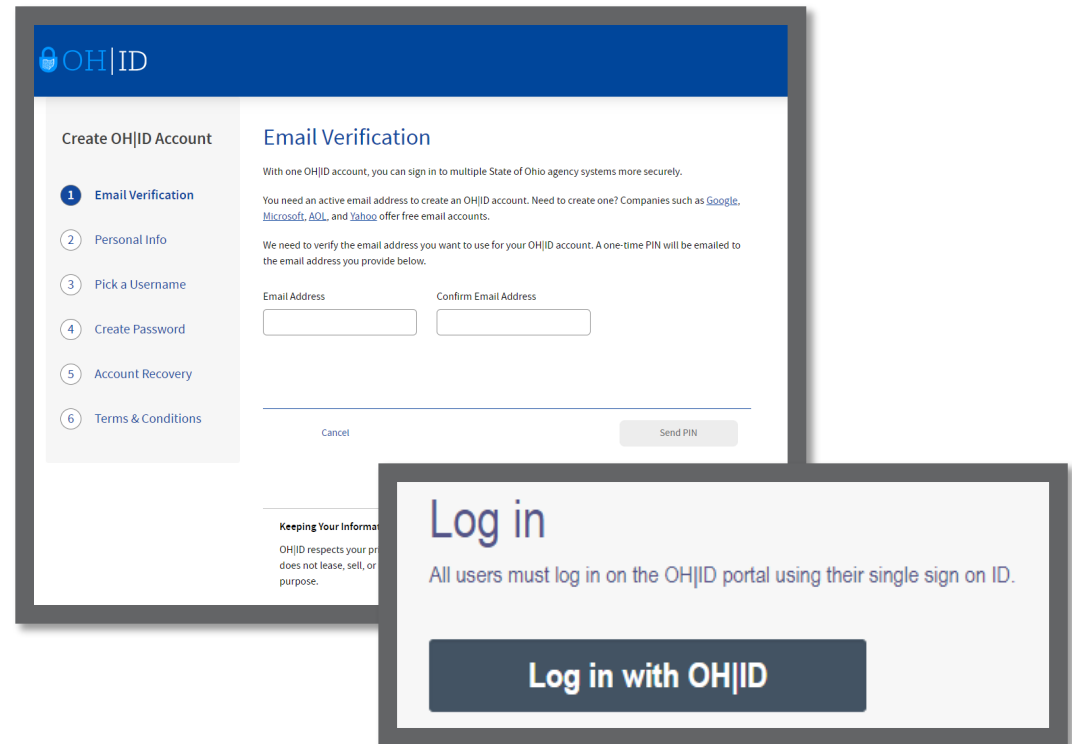 OH|ID
Create OH|ID Account
1 Email Verification
2 Personal Info
3 Pick a Username
4 Create Password
5 Account Recovery
6 Terms & Conditions
Email Verification
With one OH|ID account, you can sign in to multiple State of Ohio agency systems more securely.
You need an active email address to create an OH|ID account. Need to create one? Companies such as Google,
Microsoft, AOL, and Yahoo offer free email accounts.
We need to verify the email address you want to use for your OH|ID account. A one-time PIN will be emailed to
the email address you provide below.
Email Address Confirm Email Address
Cancel Send PIN
Keeping Your
OH|ID respects your
does not lease, sell, or
purpose.
Log in
All users must log in on the OH|ID portal using their single sign on ID.
Log in with OH|ID